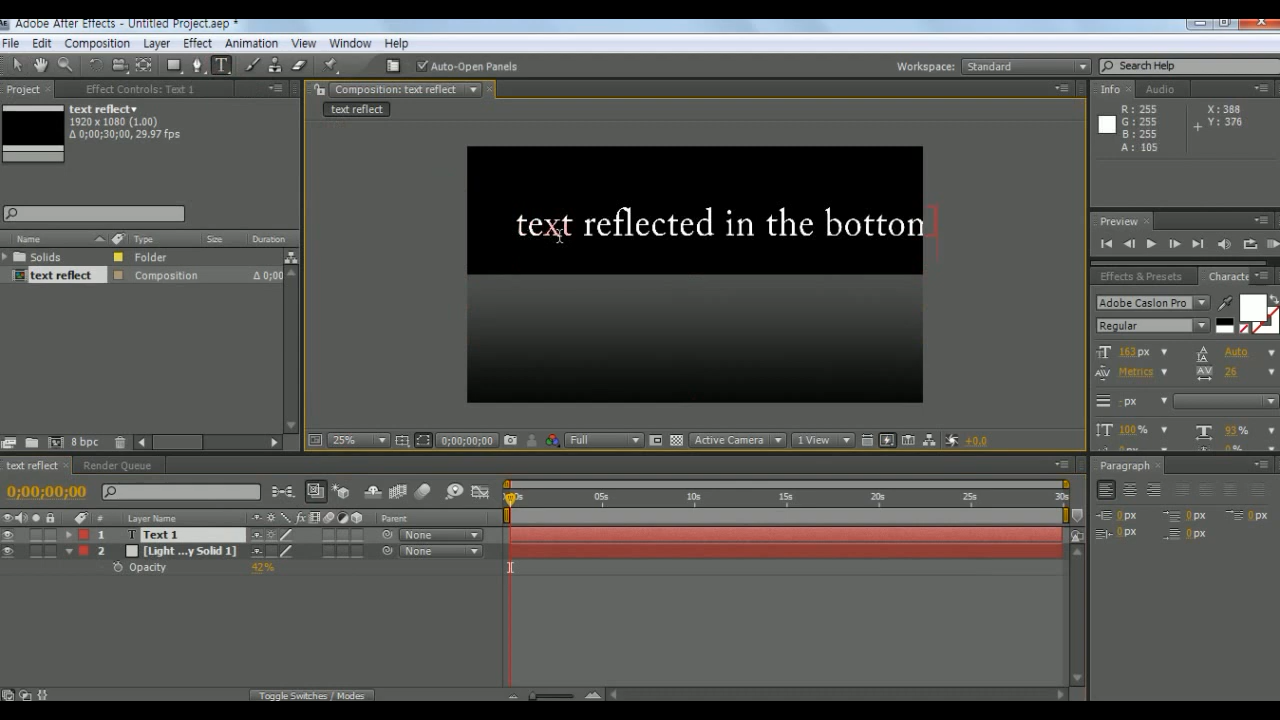 Adobe After Effects - Untitled Project.aep *
File Edit Composition Layer Effect Animation View Window Help
Auto-Open Panels
Workspace: Standard
Search Help
Project
Effect Controls: Text 1
text reflect
1920 x 1080 (1.00)
Δ 0;00;30;00, 29.97 fps
Name Type Size Duration
Solids Folder
text reflect Composition Δ 0;00
8 bpc
Composition: text reflect
text reflect
text reflected in the bottom
25%
0;00;00;00
Full
Active Camera
1 View
+0.0
Info Audio
R: 255
G: 255
B: 255
A: 105
X: 388
Y: 376
Preview
Effects & Presets
Characte
Adobe Caslon Pro
Regular
163 px
Auto
Metrics
26
- px
100 %
93 %
text reflect
Render Queue
0;00;00;00
05s 10s 15s 20s 25s 30s
# Layer Name Parent
1 T Text 1 None
2 [Light ...y Solid 1] None
Opacity 42%
Toggle Switches / Modes
Paragraph
0 px 0 px 0 px
0 px 0 px